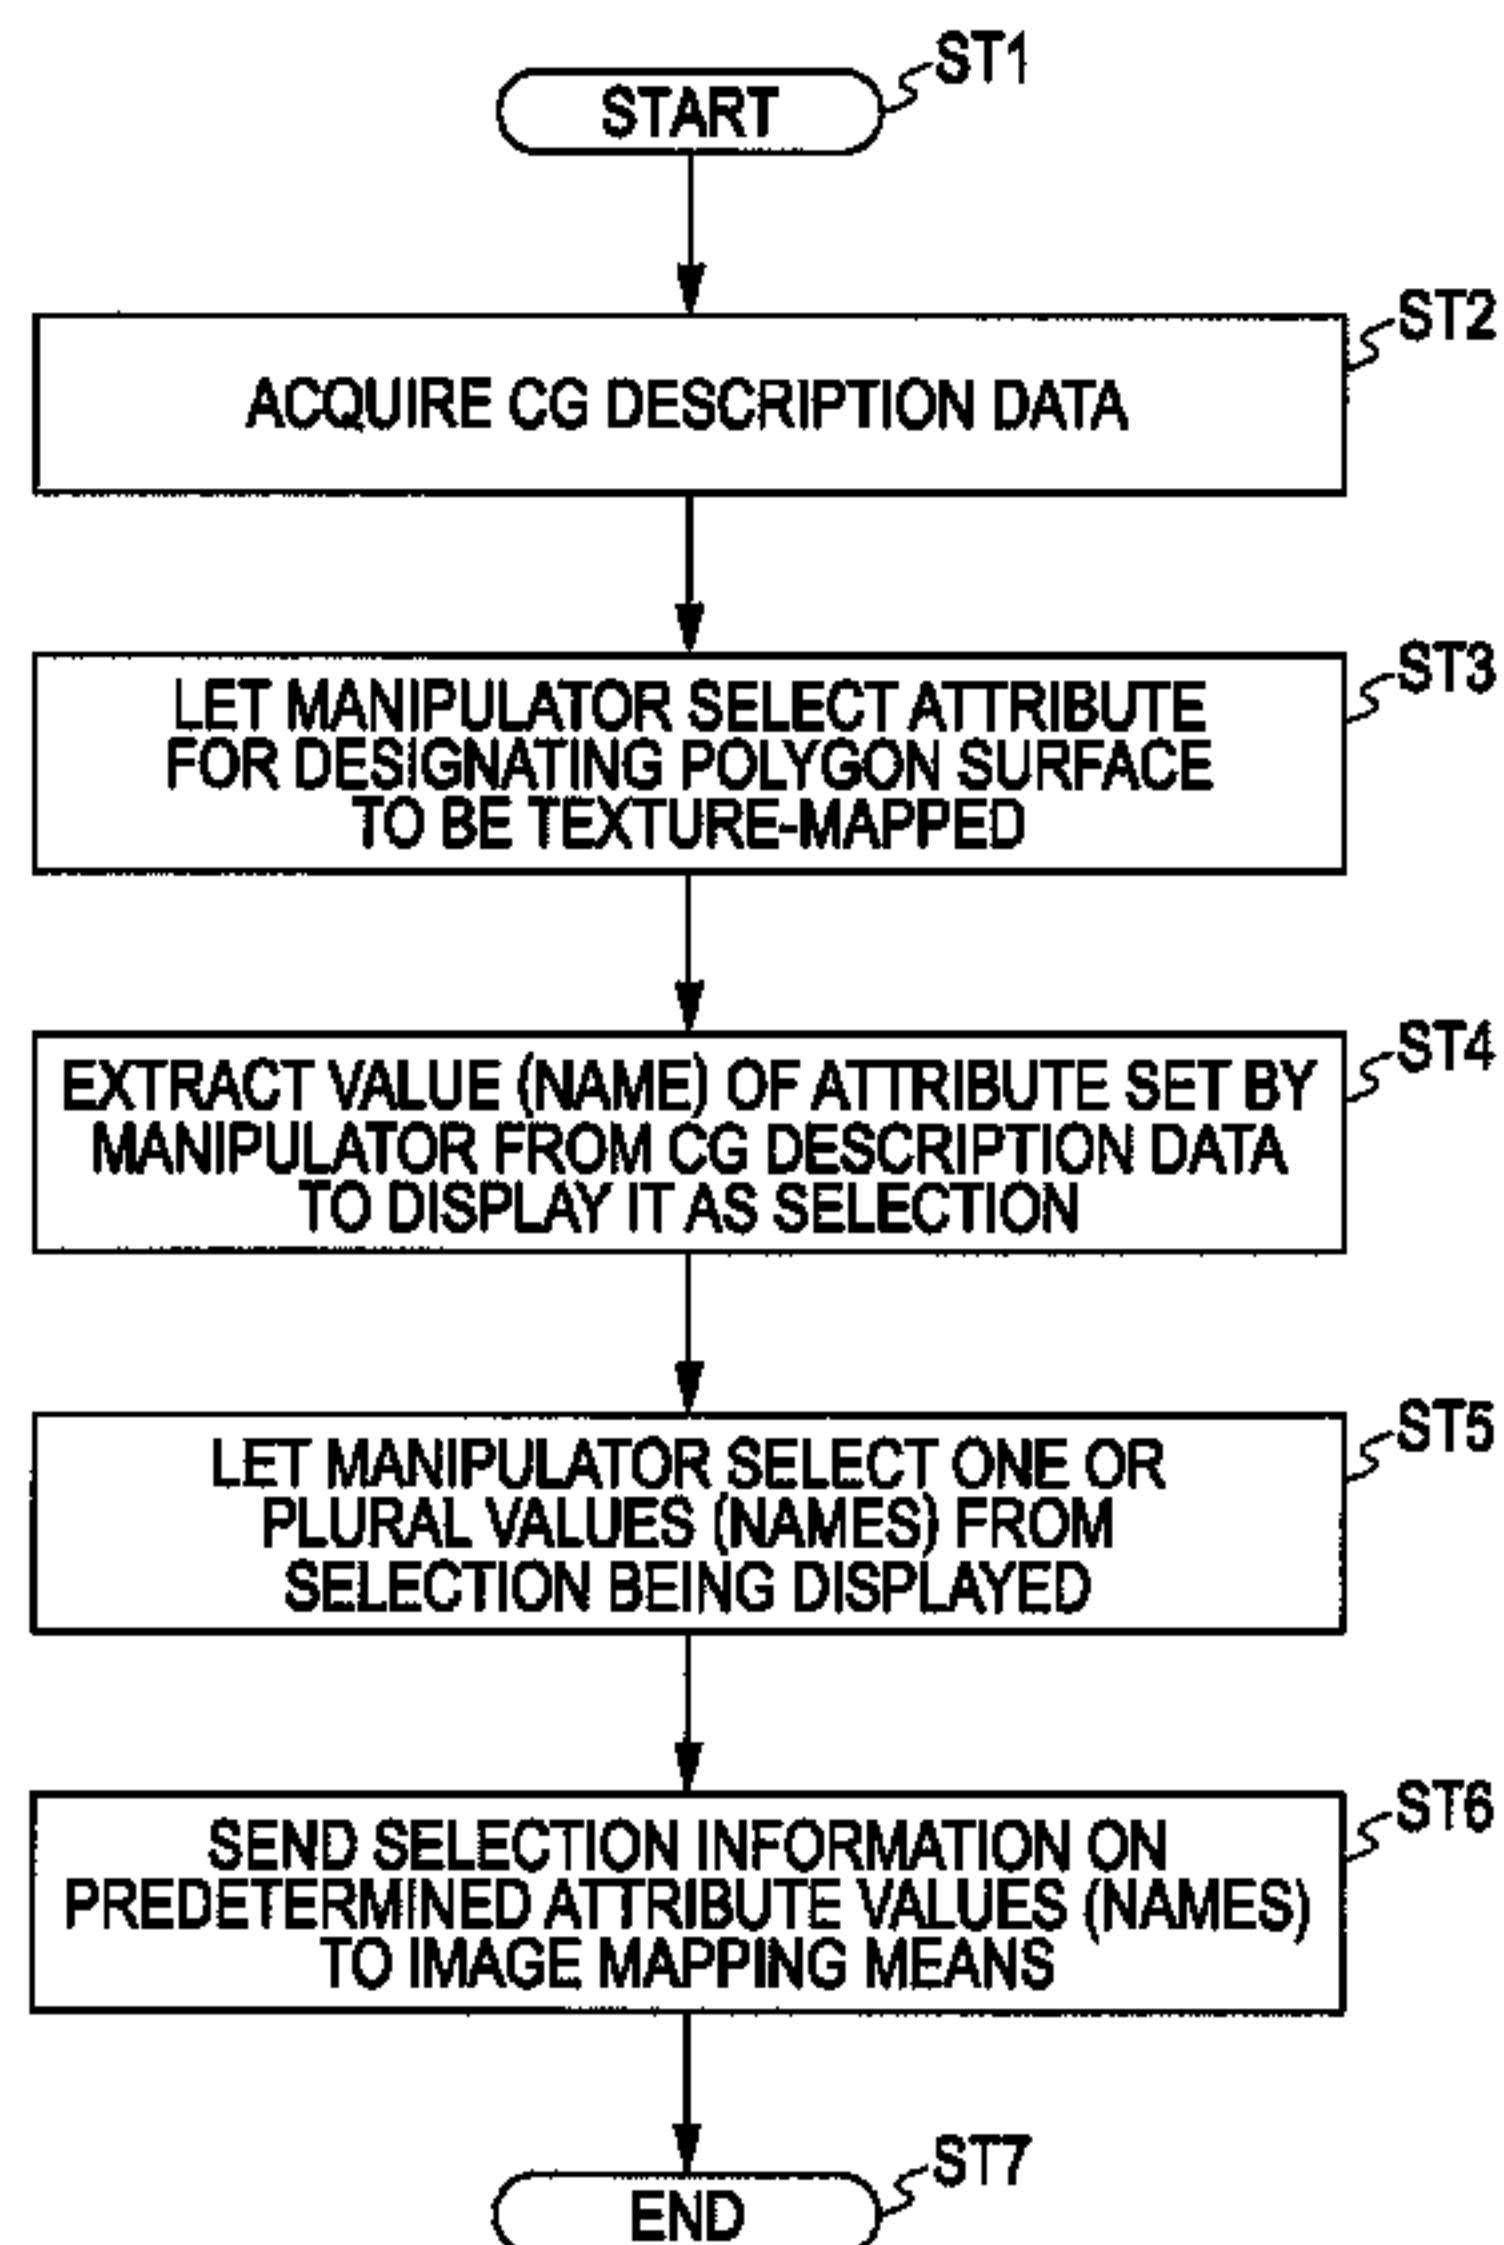 START
ST1
ST2
ACQUIRE CG DESCRIPTION DATA
ST3
LET MANIPULATOR SELECT ATTRIBUTE
FOR DESIGNATING POLYGON SURFACE
TO BE TEXTURE-MAPPED
ST4
EXTRACT VALUE (NAME) OF ATTRIBUTE SET BY
MANIPULATOR FROM CG DESCRIPTION DATA
TO DISPLAY IT AS SELECTION
ST5
LET MANIPULATOR SELECT ONE OR
PLURAL VALUES (NAMES) FROM
SELECTION BEING DISPLAYED
ST6
SEND SELECTION INFORMATION ON
PREDETERMINED ATTRIBUTE VALUES (NAMES)
TO IMAGE MAPPING MEANS
ST7
END